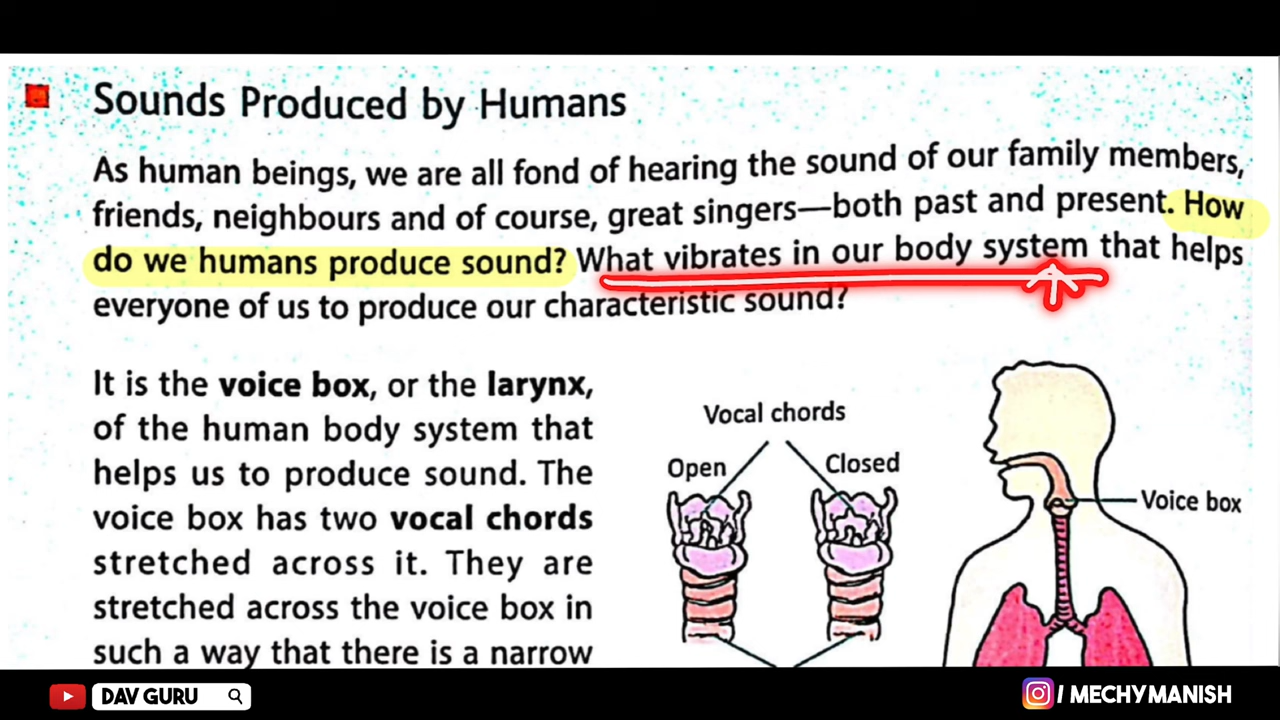 Sounds Produced by Humans
As human beings, we are all fond of hearing the sound of our family members,
friends, neighbours and of course, great singers—both past and present. How
do we humans produce sound? What vibrates in our body system that helps
everyone of us to produce our characteristic sound?
It is the voice box, or the larynx,
of the human body system that
helps us to produce sound. The
voice box has two vocal chords
stretched across it. They are
stretched across the voice box in
such a way that there is a narrow
Vocal chords
Open
Closed
Voice box
DAV GURU
/ MECHYMANISH